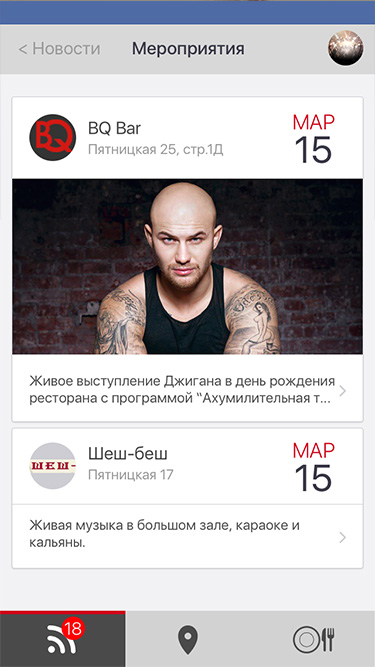 < Новости
Мероприятия
BQ
BQ Bar
Пятницкая 25, стр.1Д
МАР
15
Живое выступление Джигана в день рождения
ресторана с программой “Ахумилительная т...
ШЕШ-
Шеш-беш
Пятницкая 17
МАР
15
Живая музыка в большом зале, караоке и
кальяны.
18